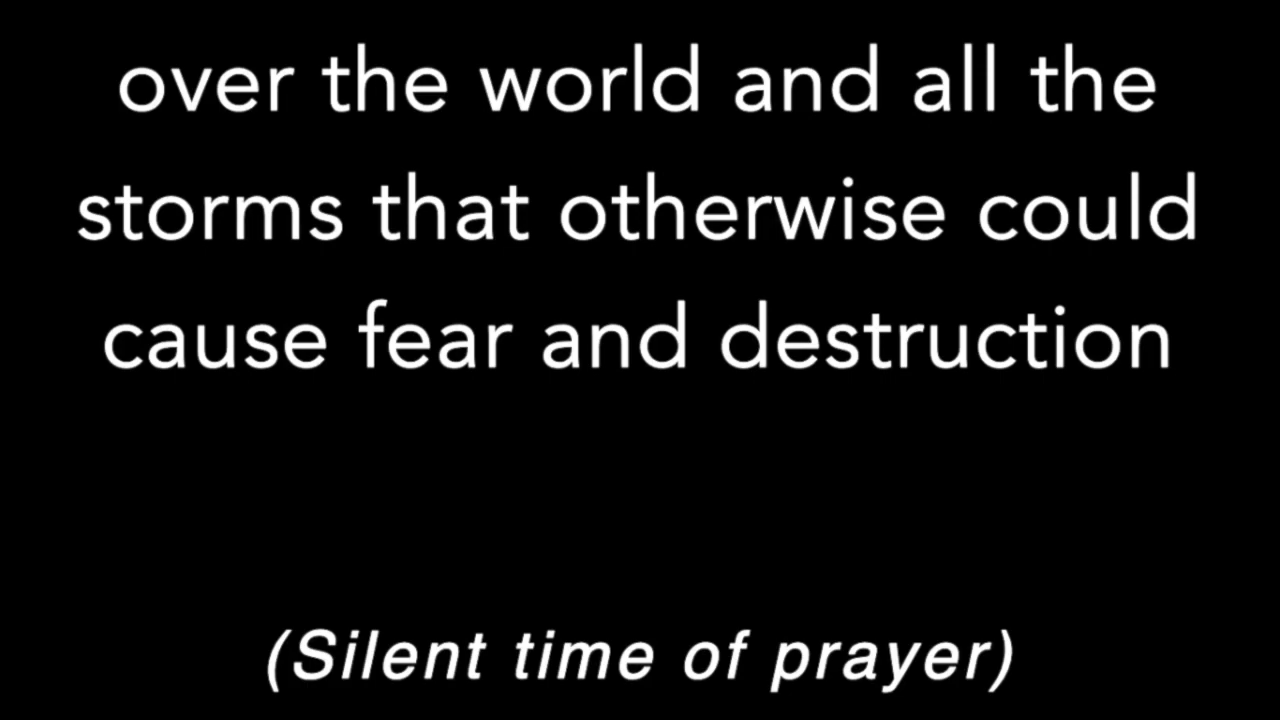 over the world and all the
storms that otherwise could
cause fear and destruction
(Silent time of prayer)